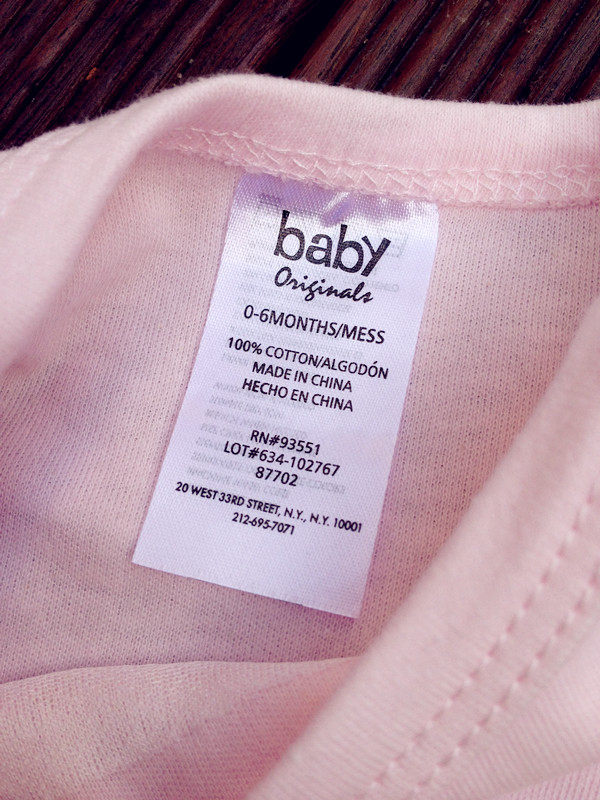 baby
Originals
0-6MONTHS/MESS
100% COTTON/ALGODÓN
MADE IN CHINA
HECHO EN CHINA
RN#93551
LOT#634-102767
87702
20 WEST 33RD STREET, N.Y., N.Y. 10001
212-695-7071